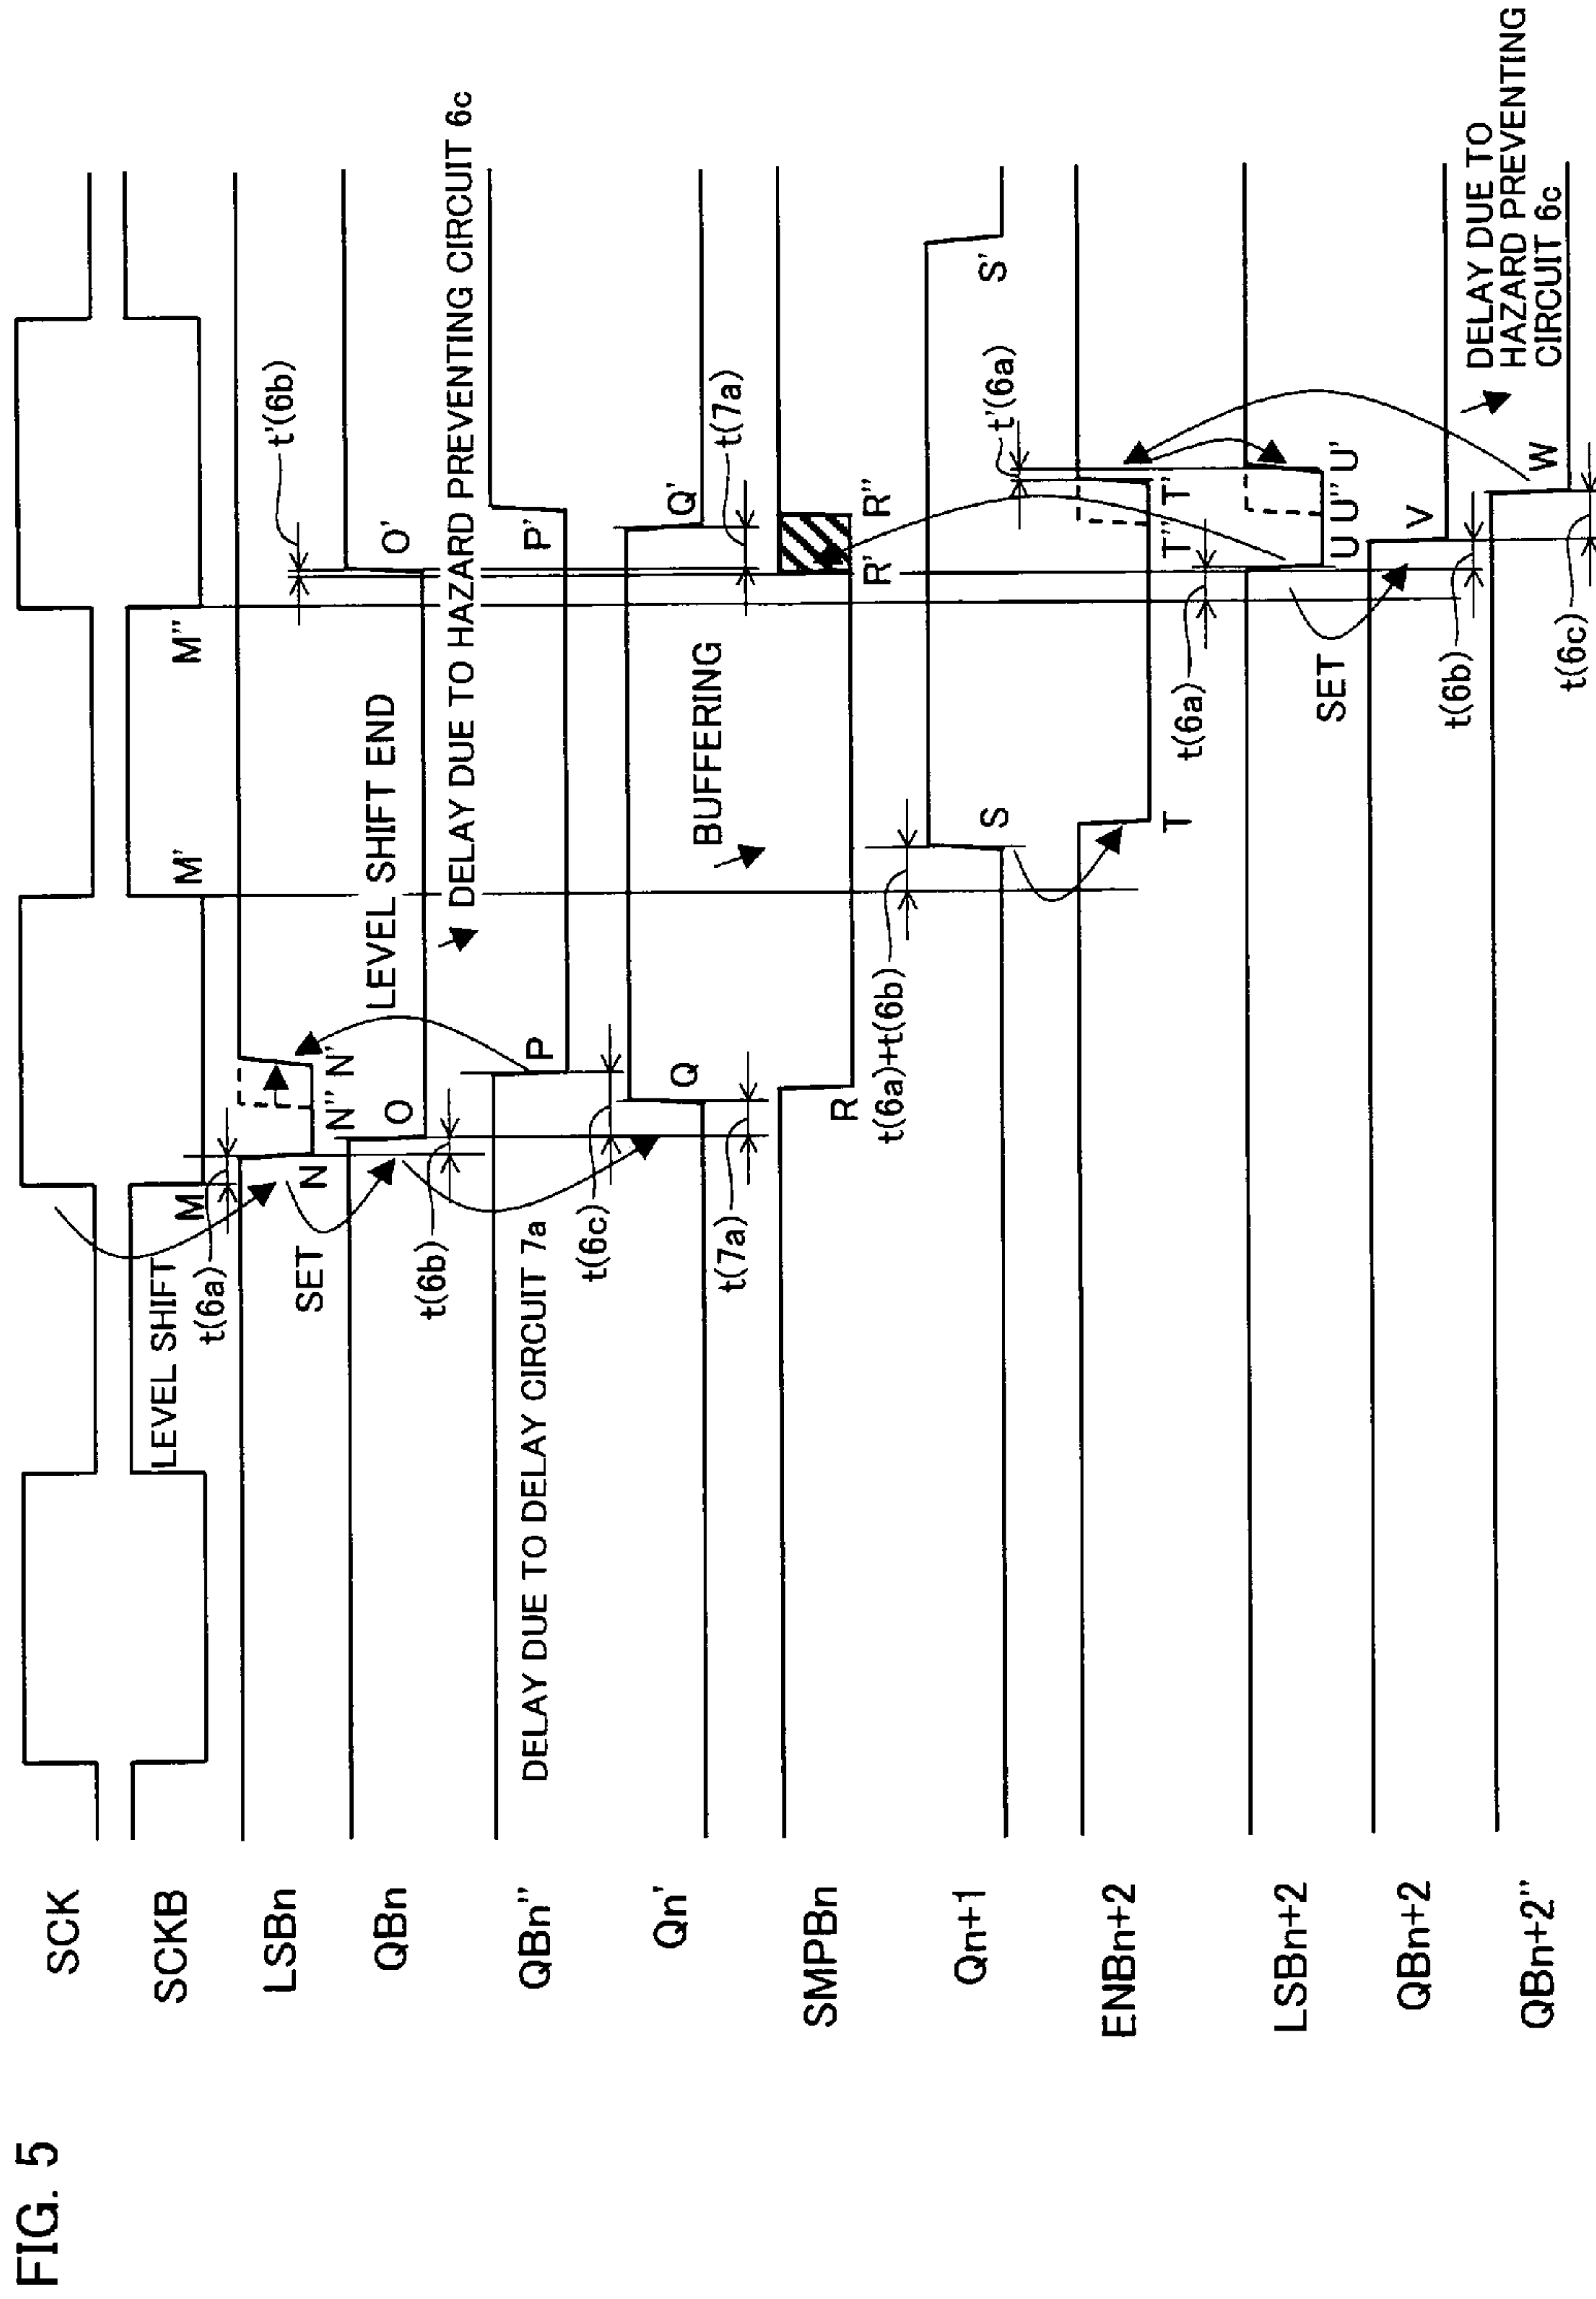 FIG. 5
SCK
SCKB
M
M'
M"
LEVEL SHIFT
t(6a)
LSBn
N
N" N'
SET
t'(6b)
QBn
O
LEVEL SHIFT END
O'
t(6b)
DELAY DUE TO HAZARD PREVENTING CIRCUIT 6c
QBn"
P
P'
DELAY DUE TO DELAY CIRCUIT 7a
t(6c)
Qn'
Q
Q'
BUFFERING
t(7a)
t(7a)
SMPBn
R
R'
R"
t(6a)+t(6b)
Qn+1
S
S'
t'(6a)
ENBn+2
T
T" T'
t(6a)
LSBn+2
U U" U'
SET
QBn+2
V
t(6b)
DELAY DUE TO
HAZARD PREVENTING
CIRCUIT 6c
QBn+2"
W
t(6c)